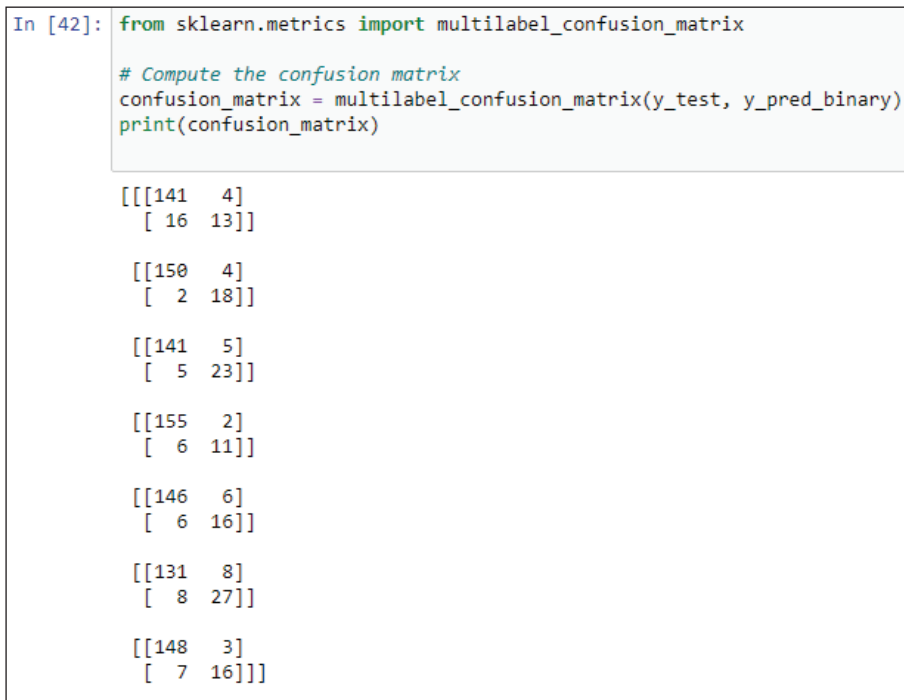 In [42]: from sklearn.metrics import multilabel_confusion_matrix
# Compute the confusion matrix
confusion_matrix = multilabel_confusion_matrix(y_test, y_pred_binary)
print(confusion_matrix)
[[[141   4]
  [ 16  13]]
 [[150   4]
  [  2  18]]
 [[141   5]
  [  5  23]]
 [[155   2]
  [  6  11]]
 [[146   6]
  [  6  16]]
 [[131   8]
  [  8  27]]
 [[148   3]
  [  7  16]]]